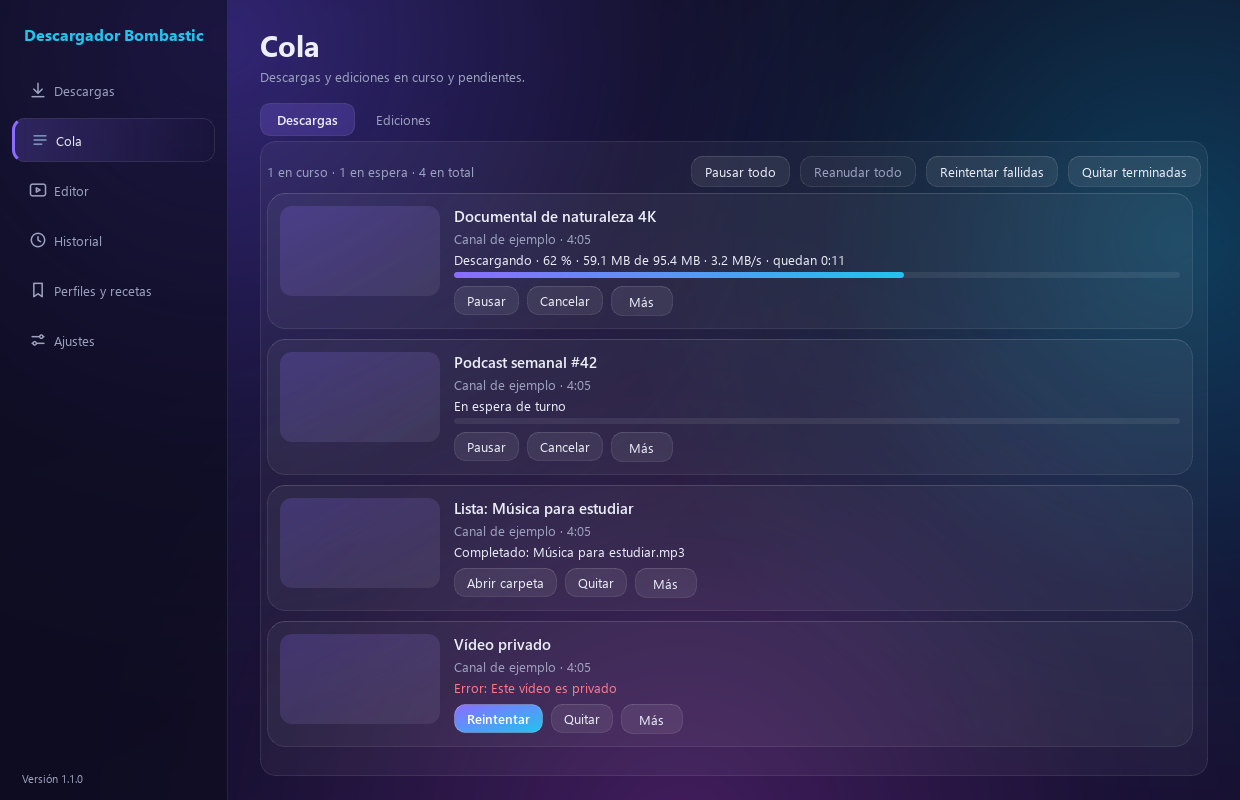 Descargador Bombastic
Descargas
Cola
Editor
Historial
Perfiles y recetas
Ajustes
Versión 1.1.0
Cola
Descargas y ediciones en curso y pendientes.
Descargas Ediciones
1 en curso · 1 en espera · 4 en total Pausar todo Reanudar todo Reintentar fallidas Quitar terminadas
Documental de naturaleza 4K
Canal de ejemplo · 4:05
Descargando · 62 % · 59.1 MB de 95.4 MB · 3.2 MB/s · quedan 0:11
Pausar Cancelar Más
Podcast semanal #42
Canal de ejemplo · 4:05
En espera de turno
Pausar Cancelar Más
Lista: Música para estudiar
Canal de ejemplo · 4:05
Completado: Música para estudiar.mp3
Abrir carpeta Quitar Más
Vídeo privado
Canal de ejemplo · 4:05
Error: Este vídeo es privado
Reintentar Quitar Más